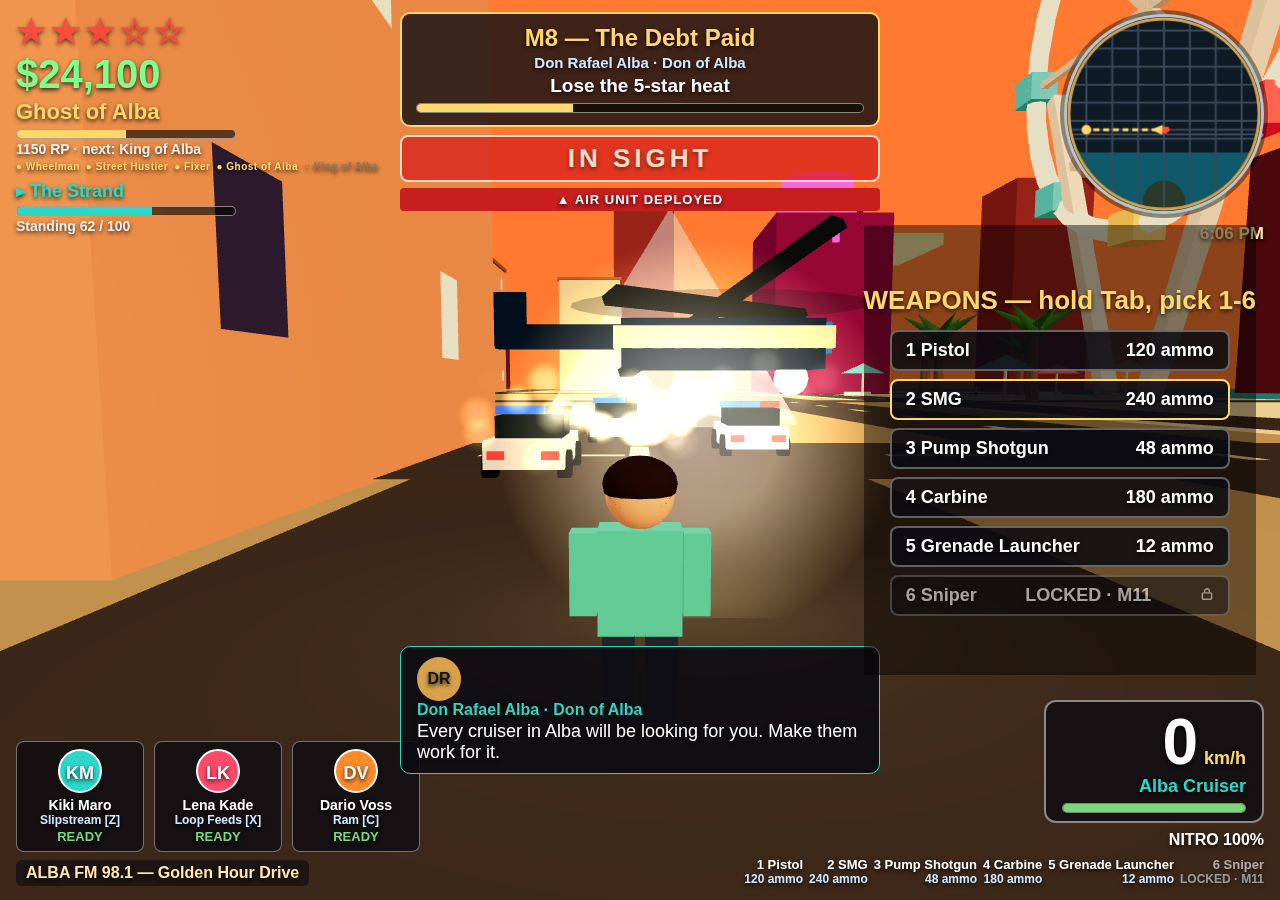 $24,100
Ghost of Alba
1150 RP · next: King of Alba
● Wheelman ● Street Hustler ● Fixer ● Ghost of Alba ● King of Alba
▶ The Strand
Standing 62 / 100
M8 — The Debt Paid
Don Rafael Alba · Don of Alba
Lose the 5-star heat
IN SIGHT
▲ AIR UNIT DEPLOYED
6:06 PM
WEAPONS — hold Tab, pick 1-6
1 Pistol 120 ammo
2 SMG 240 ammo
3 Pump Shotgun 48 ammo
4 Carbine 180 ammo
5 Grenade Launcher 12 ammo
6 Sniper LOCKED · M11
DR
Don Rafael Alba · Don of Alba
Every cruiser in Alba will be looking for you. Make them
work for it.
KM
Kiki Maro
Slipstream [Z]
READY
LK
Lena Kade
Loop Feeds [X]
READY
DV
Dario Voss
Ram [C]
READY
ALBA FM 98.1 — Golden Hour Drive
0 km/h
Alba Cruiser
NITRO 100%
1 Pistol 2 SMG 3 Pump Shotgun 4 Carbine 5 Grenade Launcher 6 Sniper
120 ammo 240 ammo 48 ammo 180 ammo 12 ammo LOCKED · M11